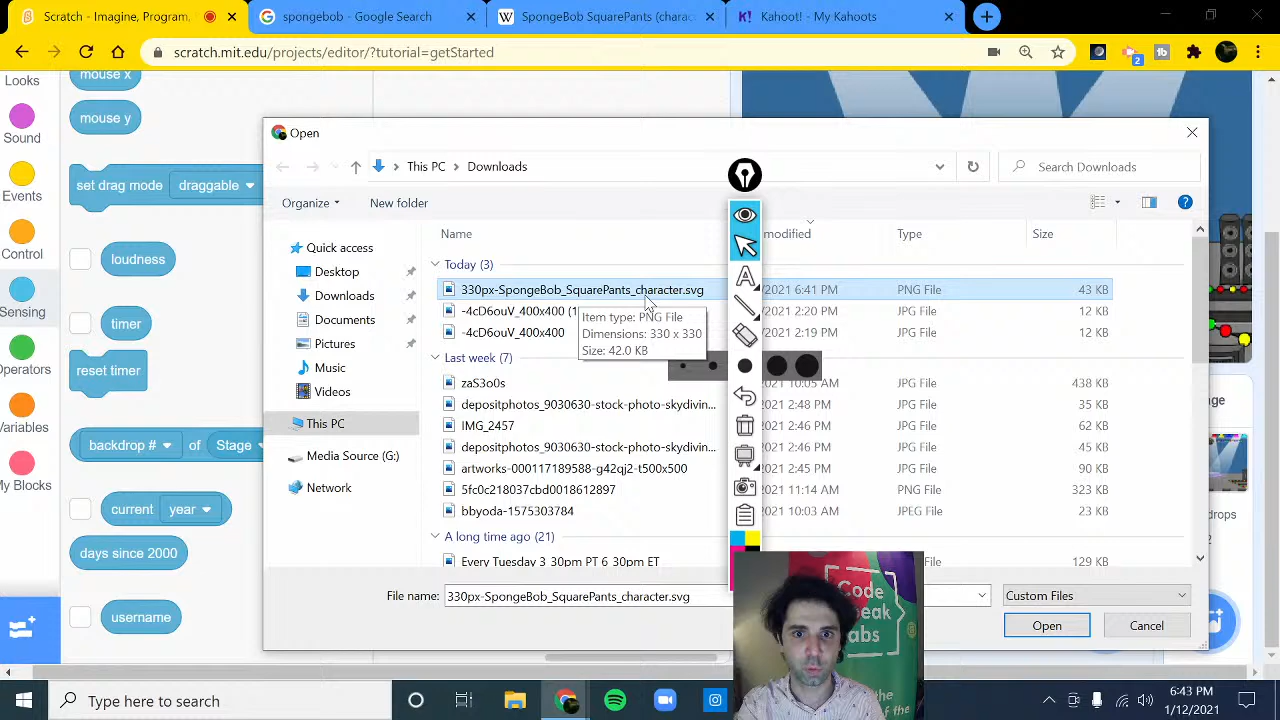 Scratch - Imagine, Program,
spongebob - Google Search
SpongeBob SquarePants (charac
Kahoot! - My Kahoots
scratch.mit.edu/projects/editor/?tutorial=getStarted
2
Looks
Sound
Events
Control
Sensing
Operators
Variables
My Blocks
mouse x
mouse y
set drag mode draggable
loudness
timer
reset timer
backdrop # of Stage
current year
days since 2000
username
Open
This PC Downloads
Search Downloads
Organize New folder
Quick access
Desktop
Downloads
Documents
Pictures
Music
Videos
This PC
Media Source (G:)
Network
Name modified Type Size
Today (3)
330px-SpongeBob_SquarePants_character.svg 2021 6:41 PM PNG File 43 KB
-4cD6ouV_400x400 (1 2021 2:20 PM JPG File 12 KB
-4cD6ouV_400x400 2021 2:19 PM JPG File 12 KB
Item type: PNG File
Dimensions: 330 x 330
Size: 42.0 KB
Last week (7)
zaS3o0s 2021 10:05 AM JPG File 438 KB
depositphotos_9030630-stock-photo-skydivin... 2021 2:48 PM JPG File 35 KB
IMG_2457 2021 2:46 PM JPG File 62 KB
depositphotos_9030630-stock-photo-skydivin... 2021 2:46 PM JPG File 447 KB
artworks-000117189588-g42qj2-t500x500 2021 2:45 PM JPG File 90 KB
2021 11:14 AM PNG File 323 KB
bbyoda-1575303784 2021 10:03 AM JPEG File 23 KB
A long time ago (21)
Every Tuesday 3_30pm PT 6_30pm ET 129 KB
File name: 330px-SpongeBob_SquarePants_character.svg
Custom Files
Open Cancel
Code
eak
abs
of the
Type here to search
6:43 PM
1/12/2021